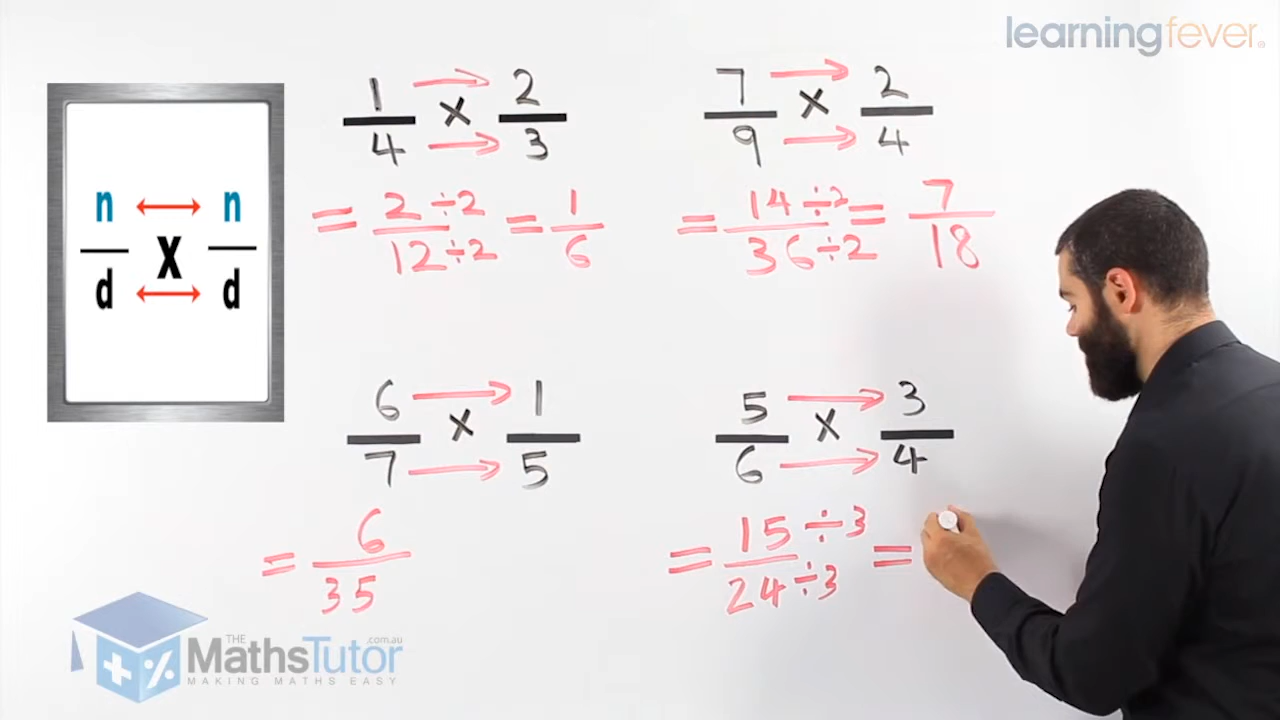 learningfever
n n
x
d d
1/4 x 2/3
= 2÷2/12÷2 = 1/6
7/9 x 2/4
= 14÷2/36÷2 = 7/18
6/7 x 1/5
= 6/35
5/6 x 3/4
= 15÷3/24÷3 =
+ %
THE
MathsTutor .com.au
MAKING MATHS EASY